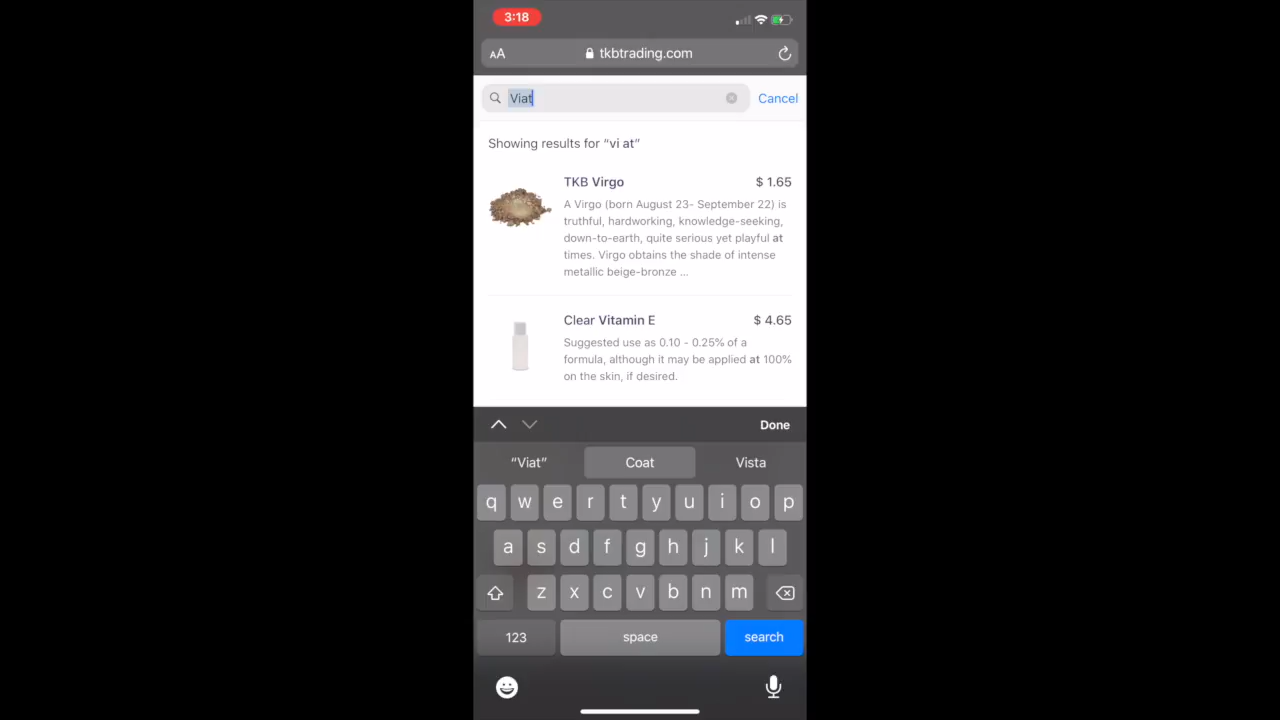 3:18
AA tkbtrading.com
Viat Cancel
Showing results for “vi at”
TKB Virgo $ 1.65
A Virgo (born August 23- September 22) is
truthful, hardworking, knowledge-seeking,
down-to-earth, quite serious yet playful at
times. Virgo obtains the shade of intense
metallic beige-bronze ...
Clear Vitamin E $ 4.65
Suggested use as 0.10 - 0.25% of a
formula, although it may be applied at 100%
on the skin, if desired.
Done
“Viat” Coat Vista
q w e r t y u i o p
a s d f g h j k l
z x c v b n m
123 space search